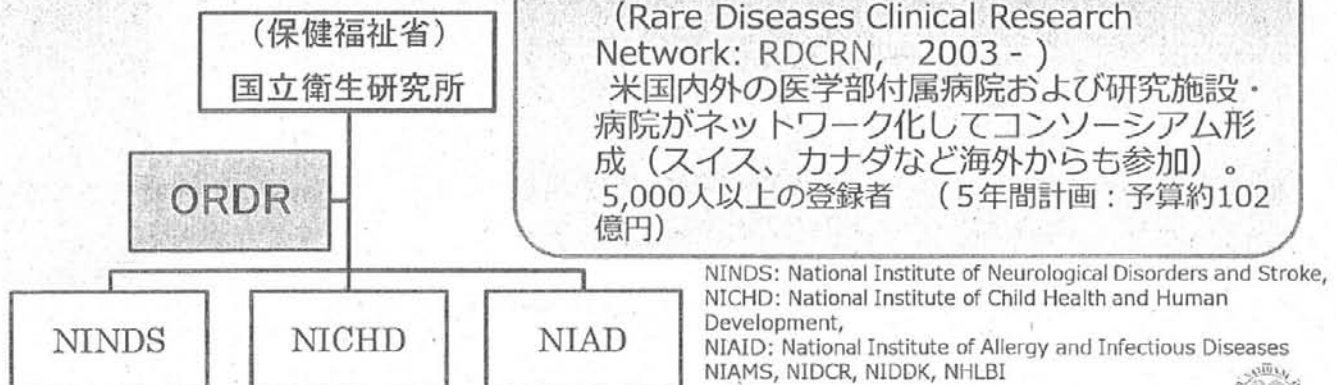 （保健福祉省）
国立衛生研究所
ORDR
NINDS
NICHD
NIAD
（Rare Diseases Clinical Research
Network: RDCRN, 2003 - ）
米国内外の医学部付属病院および研究施設・
病院がネットワーク化してコンソーシアム形
成（スイス、カナダなど海外からも参加）。
5,000人以上の登録者　（５年間計画：予算約102
億円）
NINDS: National Institute of Neurological Disorders and Stroke,
NICHD: National Institute of Child Health and Human
Development,
NIAID: National Institute of Allergy and Infectious Diseases
NIAMS, NIDCR, NIDDK, NHLBI